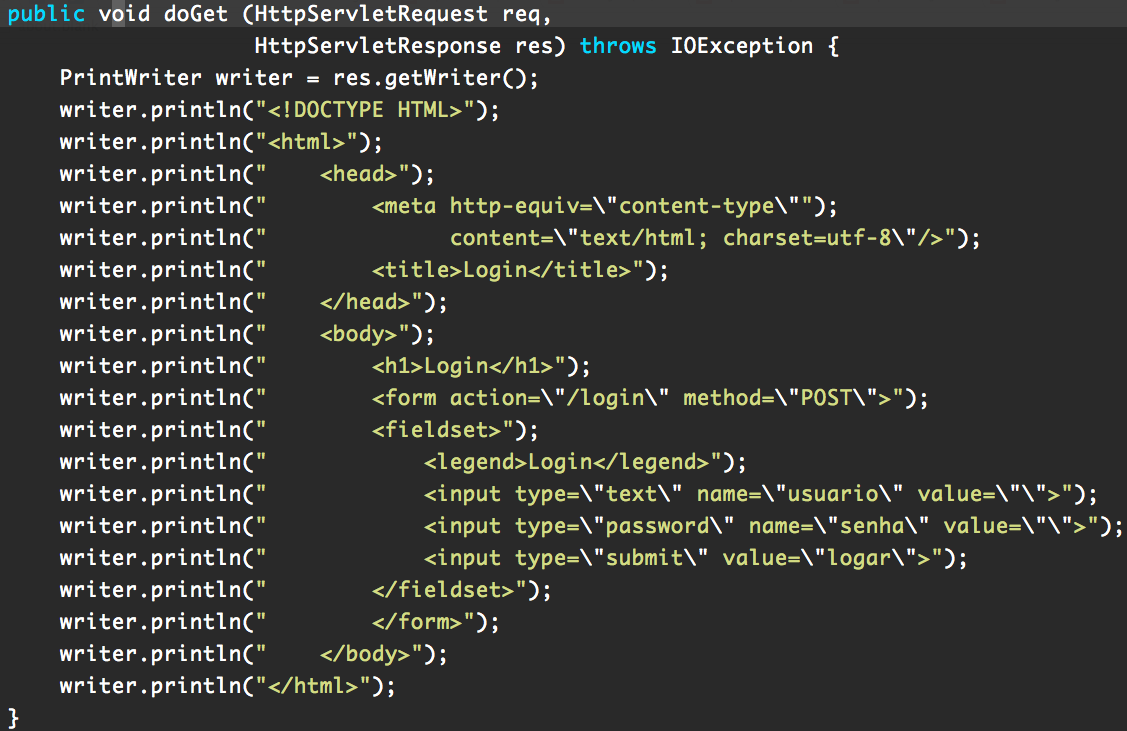 public void doGet (HttpServletRequest req,
                   HttpServletResponse res) throws IOException {
    PrintWriter writer = res.getWriter();
    writer.println("<!DOCTYPE HTML>");
    writer.println("<html>");
    writer.println("    <head>");
    writer.println("        <meta http-equiv=\"content-type\"");
    writer.println("              content=\"text/html; charset=utf-8\"/>");
    writer.println("        <title>Login</title>");
    writer.println("    </head>");
    writer.println("    <body>");
    writer.println("        <h1>Login</h1>");
    writer.println("        <form action=\"/login\" method=\"POST\">");
    writer.println("        <fieldset>");
    writer.println("            <legend>Login</legend>");
    writer.println("            <input type=\"text\" name=\"usuario\" value=\"\">");
    writer.println("            <input type=\"password\" name=\"senha\" value=\"\">");
    writer.println("            <input type=\"submit\" value=\"logar\">");
    writer.println("        </fieldset>");
    writer.println("        </form>");
    writer.println("    </body>");
    writer.println("</html>");
}